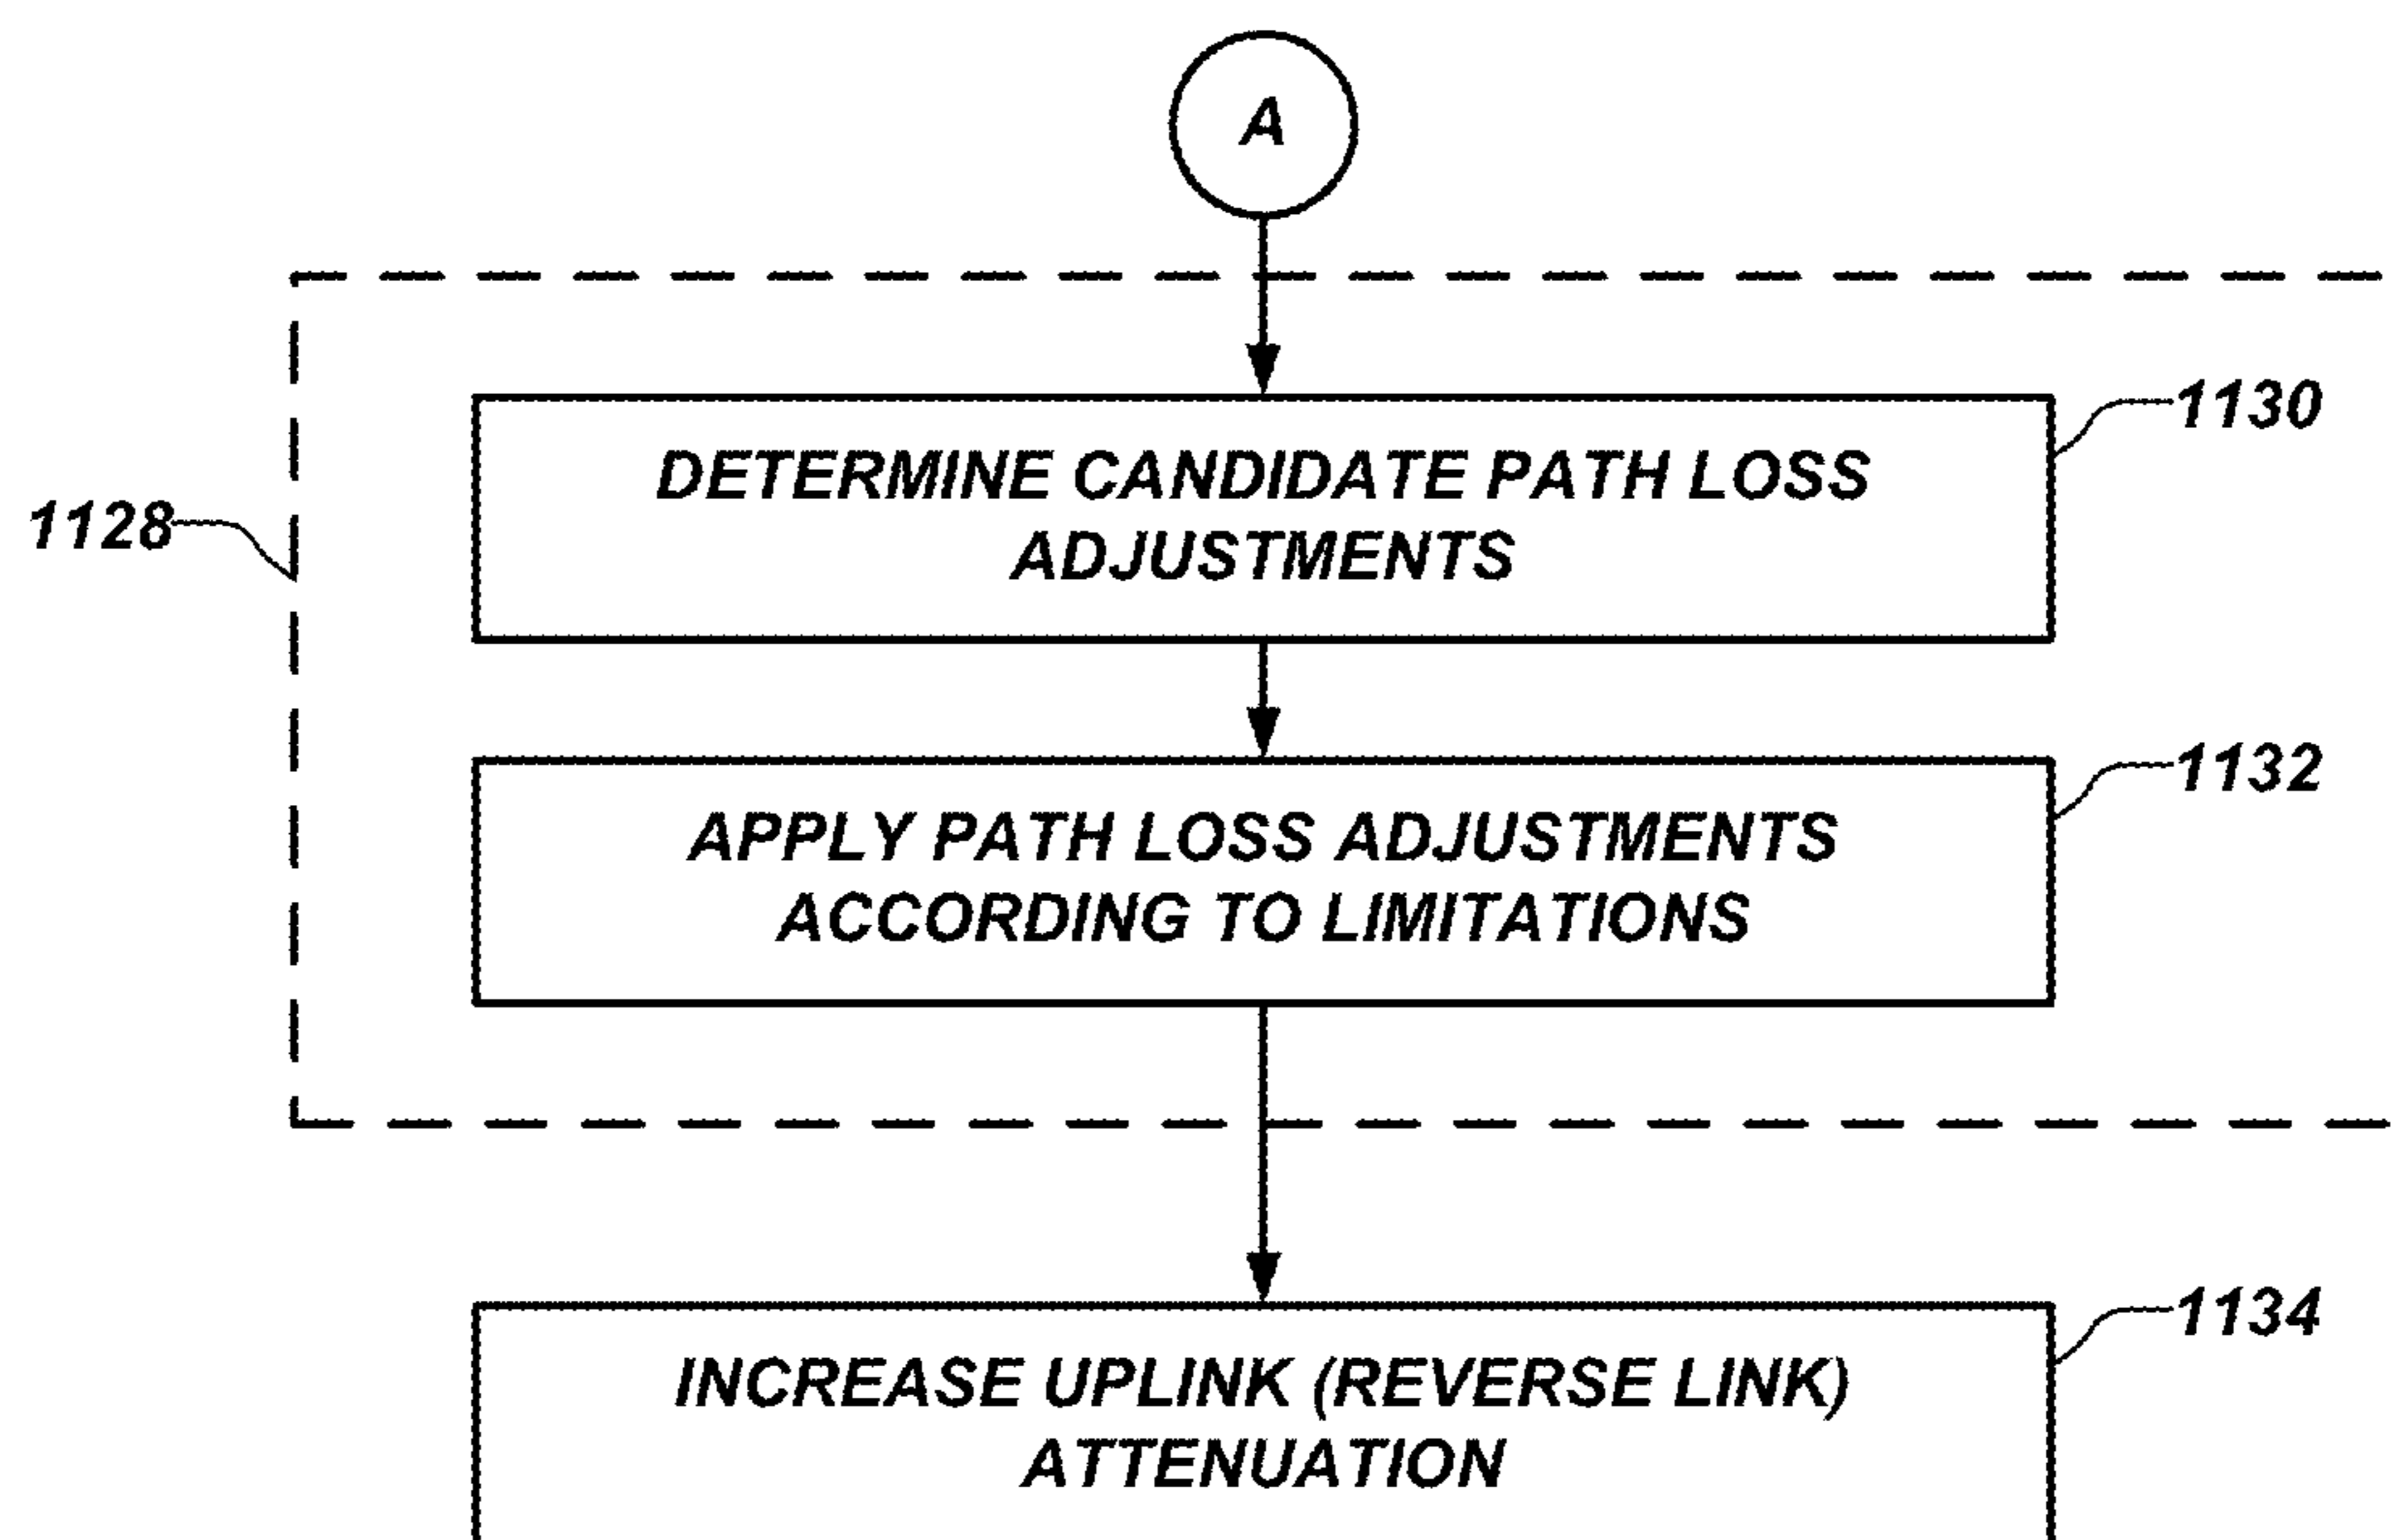 A
1130
DETERMINE CANDIDATE PATH LOSS
ADJUSTMENTS
1128
1132
APPLY PATH LOSS ADJUSTMENTS
ACCORDING TO LIMITATIONS
1134
INCREASE UPLINK (REVERSE LINK)
ATTENUATION